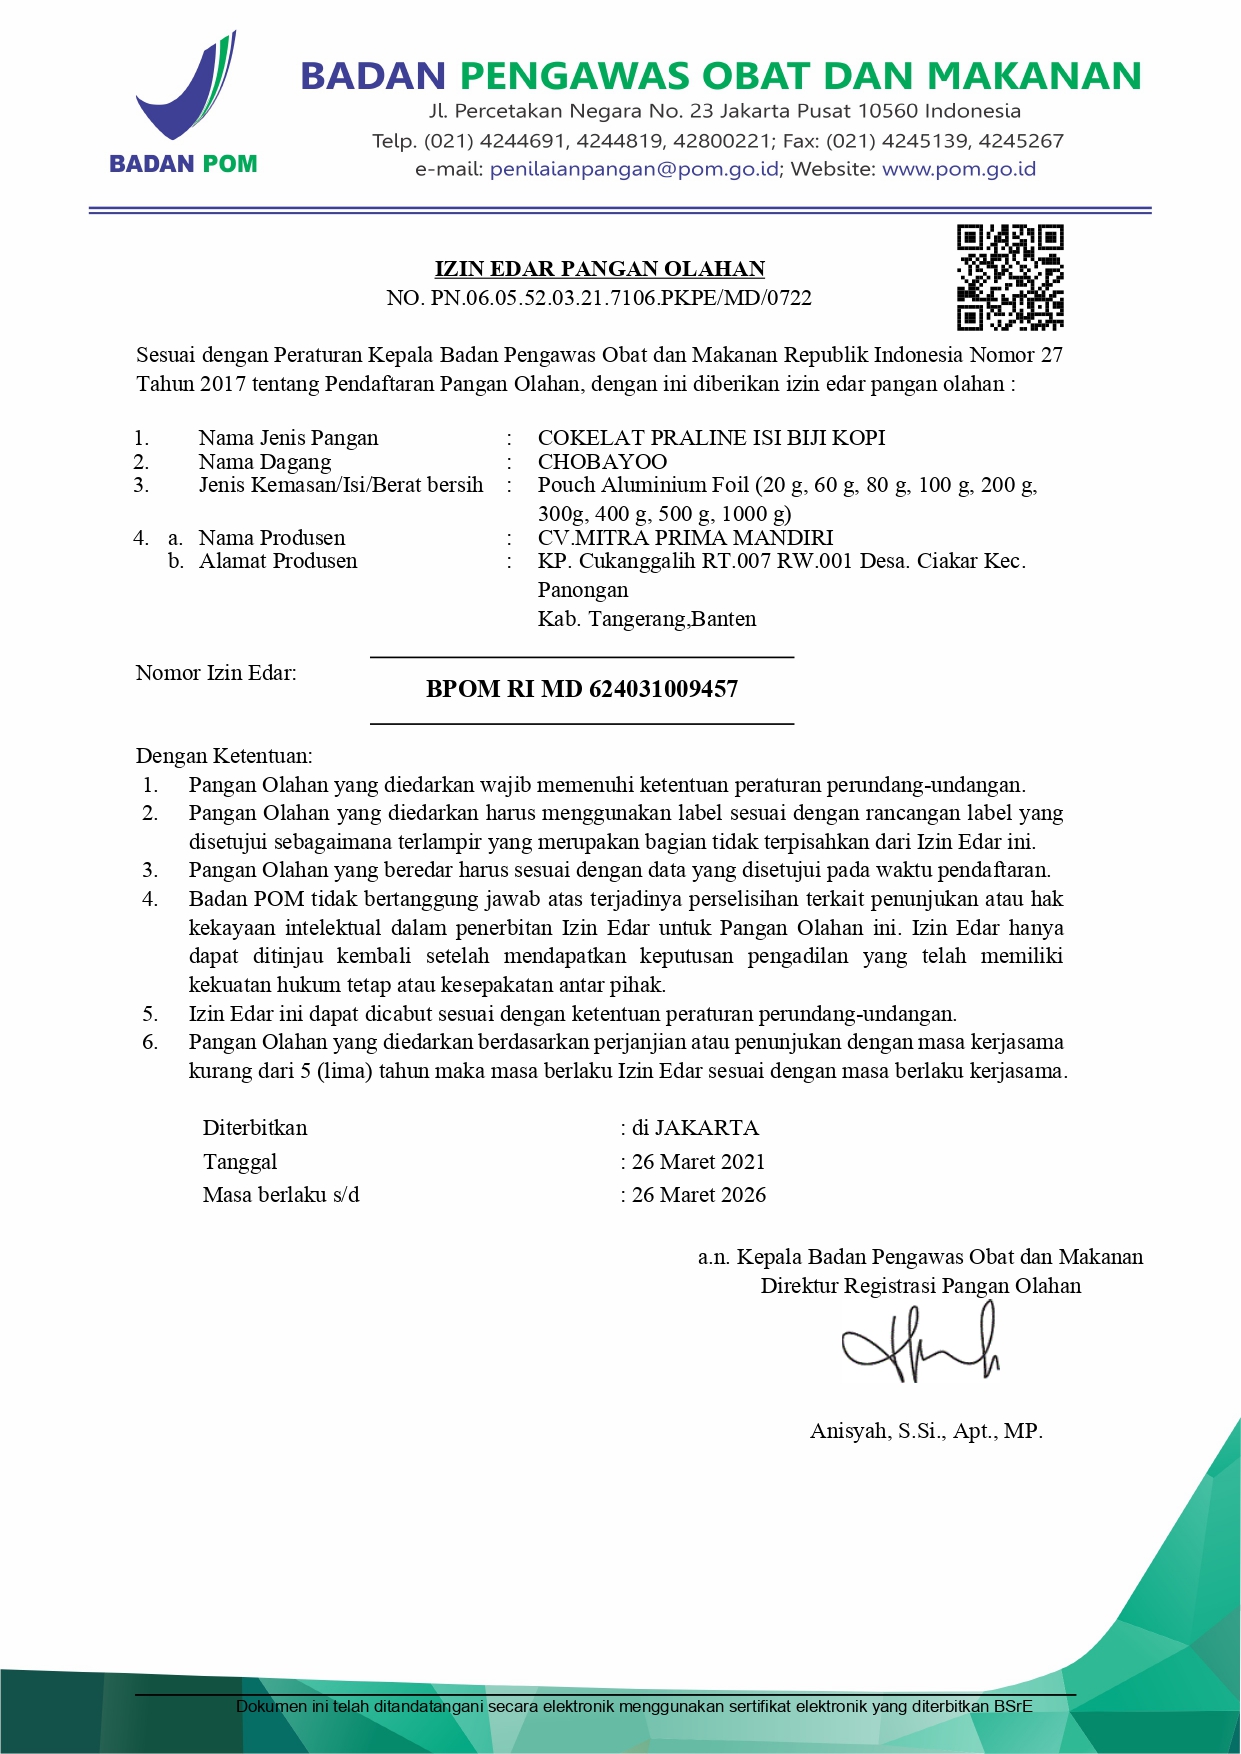 BADAN POM
BADAN PENGAWAS OBAT DAN MAKANAN
Jl. Percetakan Negara No. 23 Jakarta Pusat 10560 Indonesia
Telp. (021) 4244691, 4244819, 42800221; Fax: (021) 4245139, 4245267
e-mail: penilaianpangan@pom.go.id; Website: www.pom.go.id
IZIN EDAR PANGAN OLAHAN
NO. PN.06.05.52.03.21.7106.PKPE/MD/0722
Sesuai dengan Peraturan Kepala Badan Pengawas Obat dan Makanan Republik Indonesia Nomor 27
Tahun 2017 tentang Pendaftaran Pangan Olahan, dengan ini diberikan izin edar pangan olahan :
1. Nama Jenis Pangan : COKELAT PRALINE ISI BIJI KOPI
2. Nama Dagang : CHOBAYOO
3. Jenis Kemasan/Isi/Berat bersih : Pouch Aluminium Foil (20 g, 60 g, 80 g, 100 g, 200 g,
300g, 400 g, 500 g, 1000 g)
4. a. Nama Produsen : CV.MITRA PRIMA MANDIRI
b. Alamat Produsen : KP. Cukanggalih RT.007 RW.001 Desa. Ciakar Kec.
Panongan
Kab. Tangerang,Banten
Nomor Izin Edar:
BPOM RI MD 624031009457
Dengan Ketentuan:
1. Pangan Olahan yang diedarkan wajib memenuhi ketentuan peraturan perundang-undangan.
2. Pangan Olahan yang diedarkan harus menggunakan label sesuai dengan rancangan label yang
disetujui sebagaimana terlampir yang merupakan bagian tidak terpisahkan dari Izin Edar ini.
3. Pangan Olahan yang beredar harus sesuai dengan data yang disetujui pada waktu pendaftaran.
4. Badan POM tidak bertanggung jawab atas terjadinya perselisihan terkait penunjukan atau hak
kekayaan intelektual dalam penerbitan Izin Edar untuk Pangan Olahan ini. Izin Edar hanya
dapat ditinjau kembali setelah mendapatkan keputusan pengadilan yang telah memiliki
kekuatan hukum tetap atau kesepakatan antar pihak.
5. Izin Edar ini dapat dicabut sesuai dengan ketentuan peraturan perundang-undangan.
6. Pangan Olahan yang diedarkan berdasarkan perjanjian atau penunjukan dengan masa kerjasama
kurang dari 5 (lima) tahun maka masa berlaku Izin Edar sesuai dengan masa berlaku kerjasama.
Diterbitkan : di JAKARTA
Tanggal : 26 Maret 2021
Masa berlaku s/d : 26 Maret 2026
a.n. Kepala Badan Pengawas Obat dan Makanan
Direktur Registrasi Pangan Olahan
Anisyah, S.Si., Apt., MP.
Dokumen ini telah ditandatangani secara elektronik menggunakan sertifikat elektronik yang diterbitkan BSrE